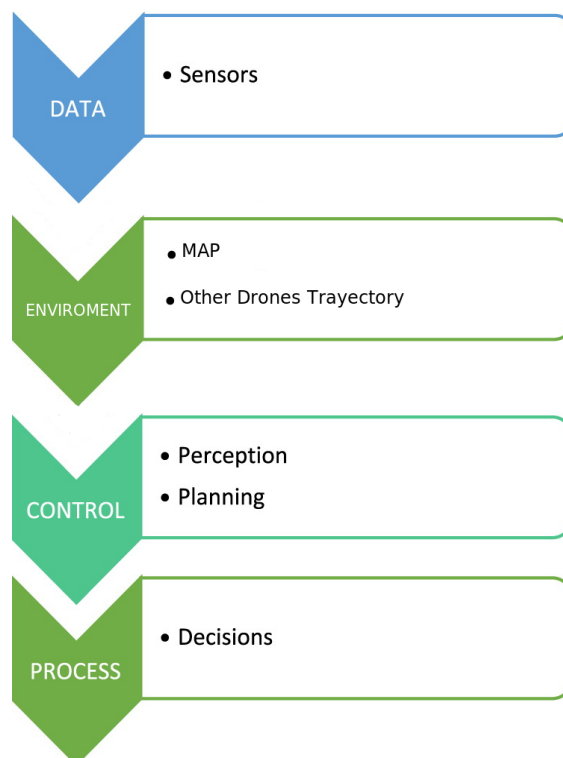 DATA
• Sensors
ENVIROMENT
• MAP
• Other Drones Trayectory
CONTROL
• Perception
• Planning
PROCESS
• Decisions